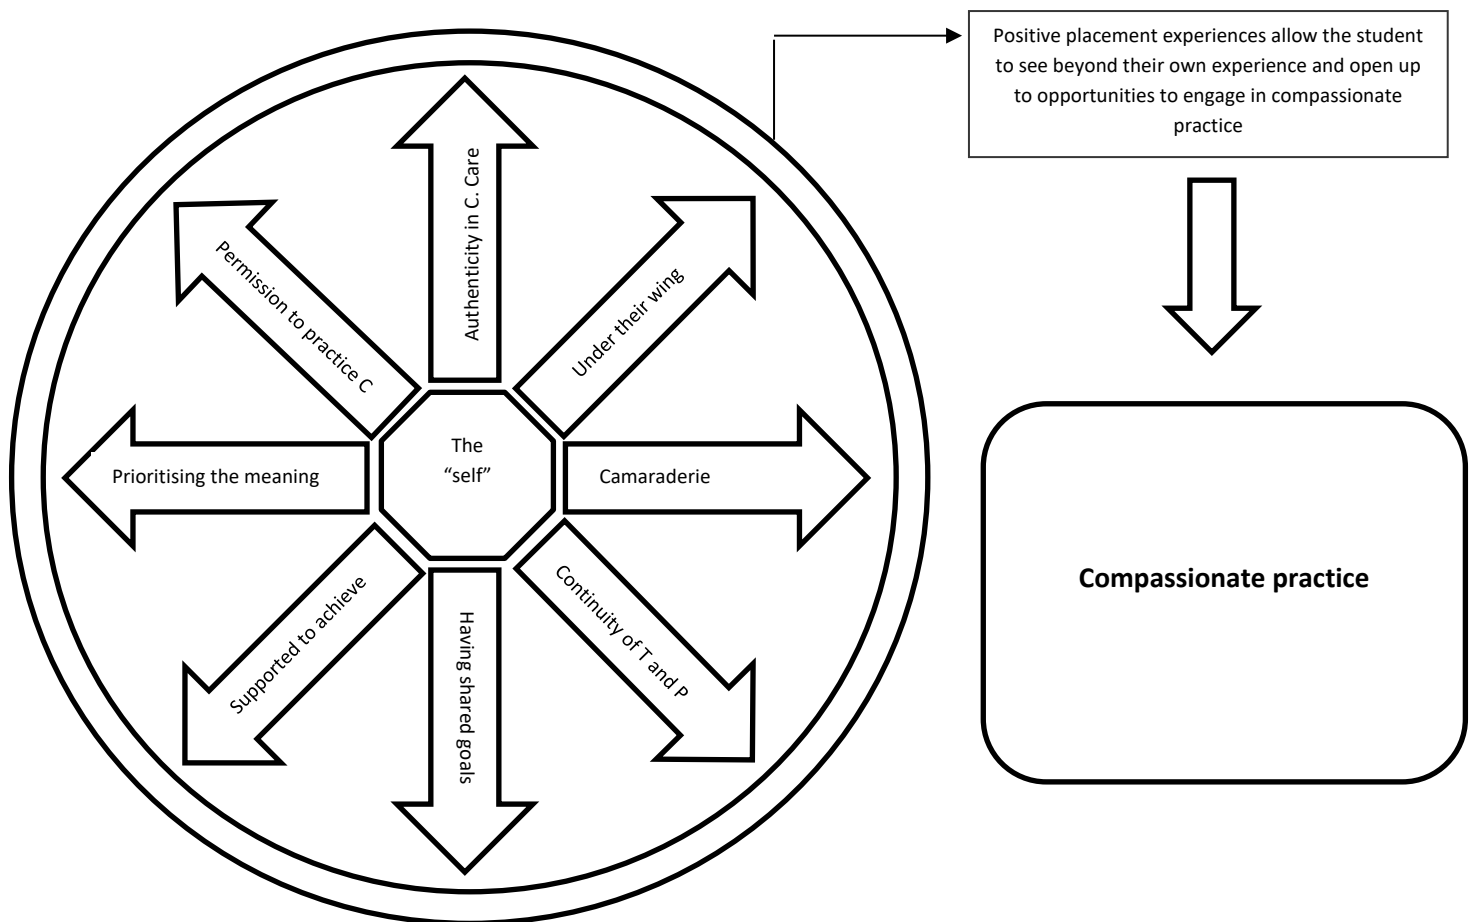 Positive placement experiences allow the student
to see beyond their own experience and open up
to opportunities to engage in compassionate
practice
Authenticity in C. Care
Under their wing
Permission to practice C
The
“self”
Prioritising the meaning
Camaraderie
Supported to achieve
Having shared goals
Continuity of T and P
Compassionate practice